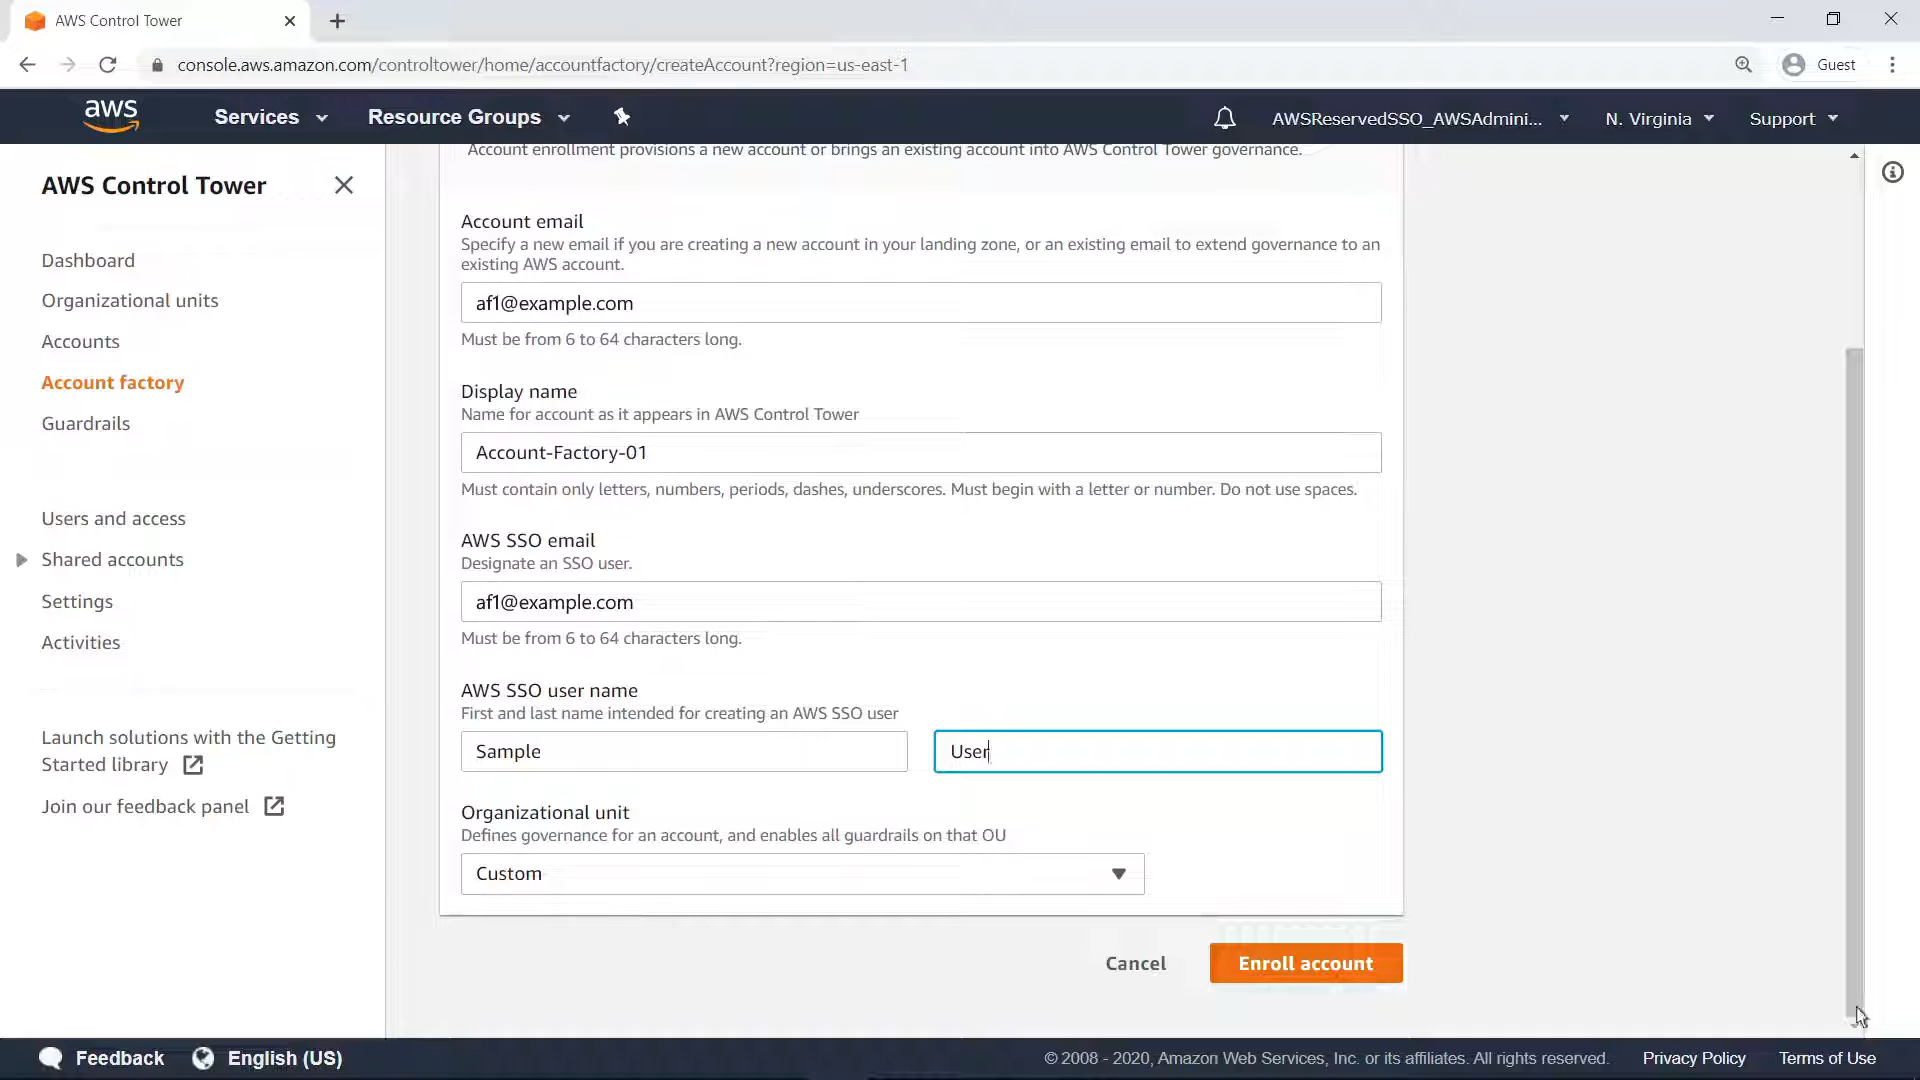 AWS Control Tower
console.aws.amazon.com/controltower/home/accountfactory/createAccount?region=us-east-1
Guest
aws
Services
Resource Groups
AWSReservedSSO_AWSAdmini...
N. Virginia
Support
AWS Control Tower
Dashboard
Organizational units
Accounts
Account factory
Guardrails
Users and access
Shared accounts
Settings
Activities
Launch solutions with the Getting
Started library
Join our feedback panel
Account enrollment provisions a new account or brings an existing account into AWS Control Tower governance.
Account email
Specify a new email if you are creating a new account in your landing zone, or an existing email to extend governance to an
existing AWS account.
af1@example.com
Must be from 6 to 64 characters long.
Display name
Name for account as it appears in AWS Control Tower
Account-Factory-01
Must contain only letters, numbers, periods, dashes, underscores. Must begin with a letter or number. Do not use spaces.
AWS SSO email
Designate an SSO user.
af1@example.com
Must be from 6 to 64 characters long.
AWS SSO user name
First and last name intended for creating an AWS SSO user
Sample
User
Organizational unit
Defines governance for an account, and enables all guardrails on that OU
Custom
Cancel
Enroll account
Feedback
English (US)
© 2008 - 2020, Amazon Web Services, Inc. or its affiliates. All rights reserved.
Privacy Policy
Terms of Use